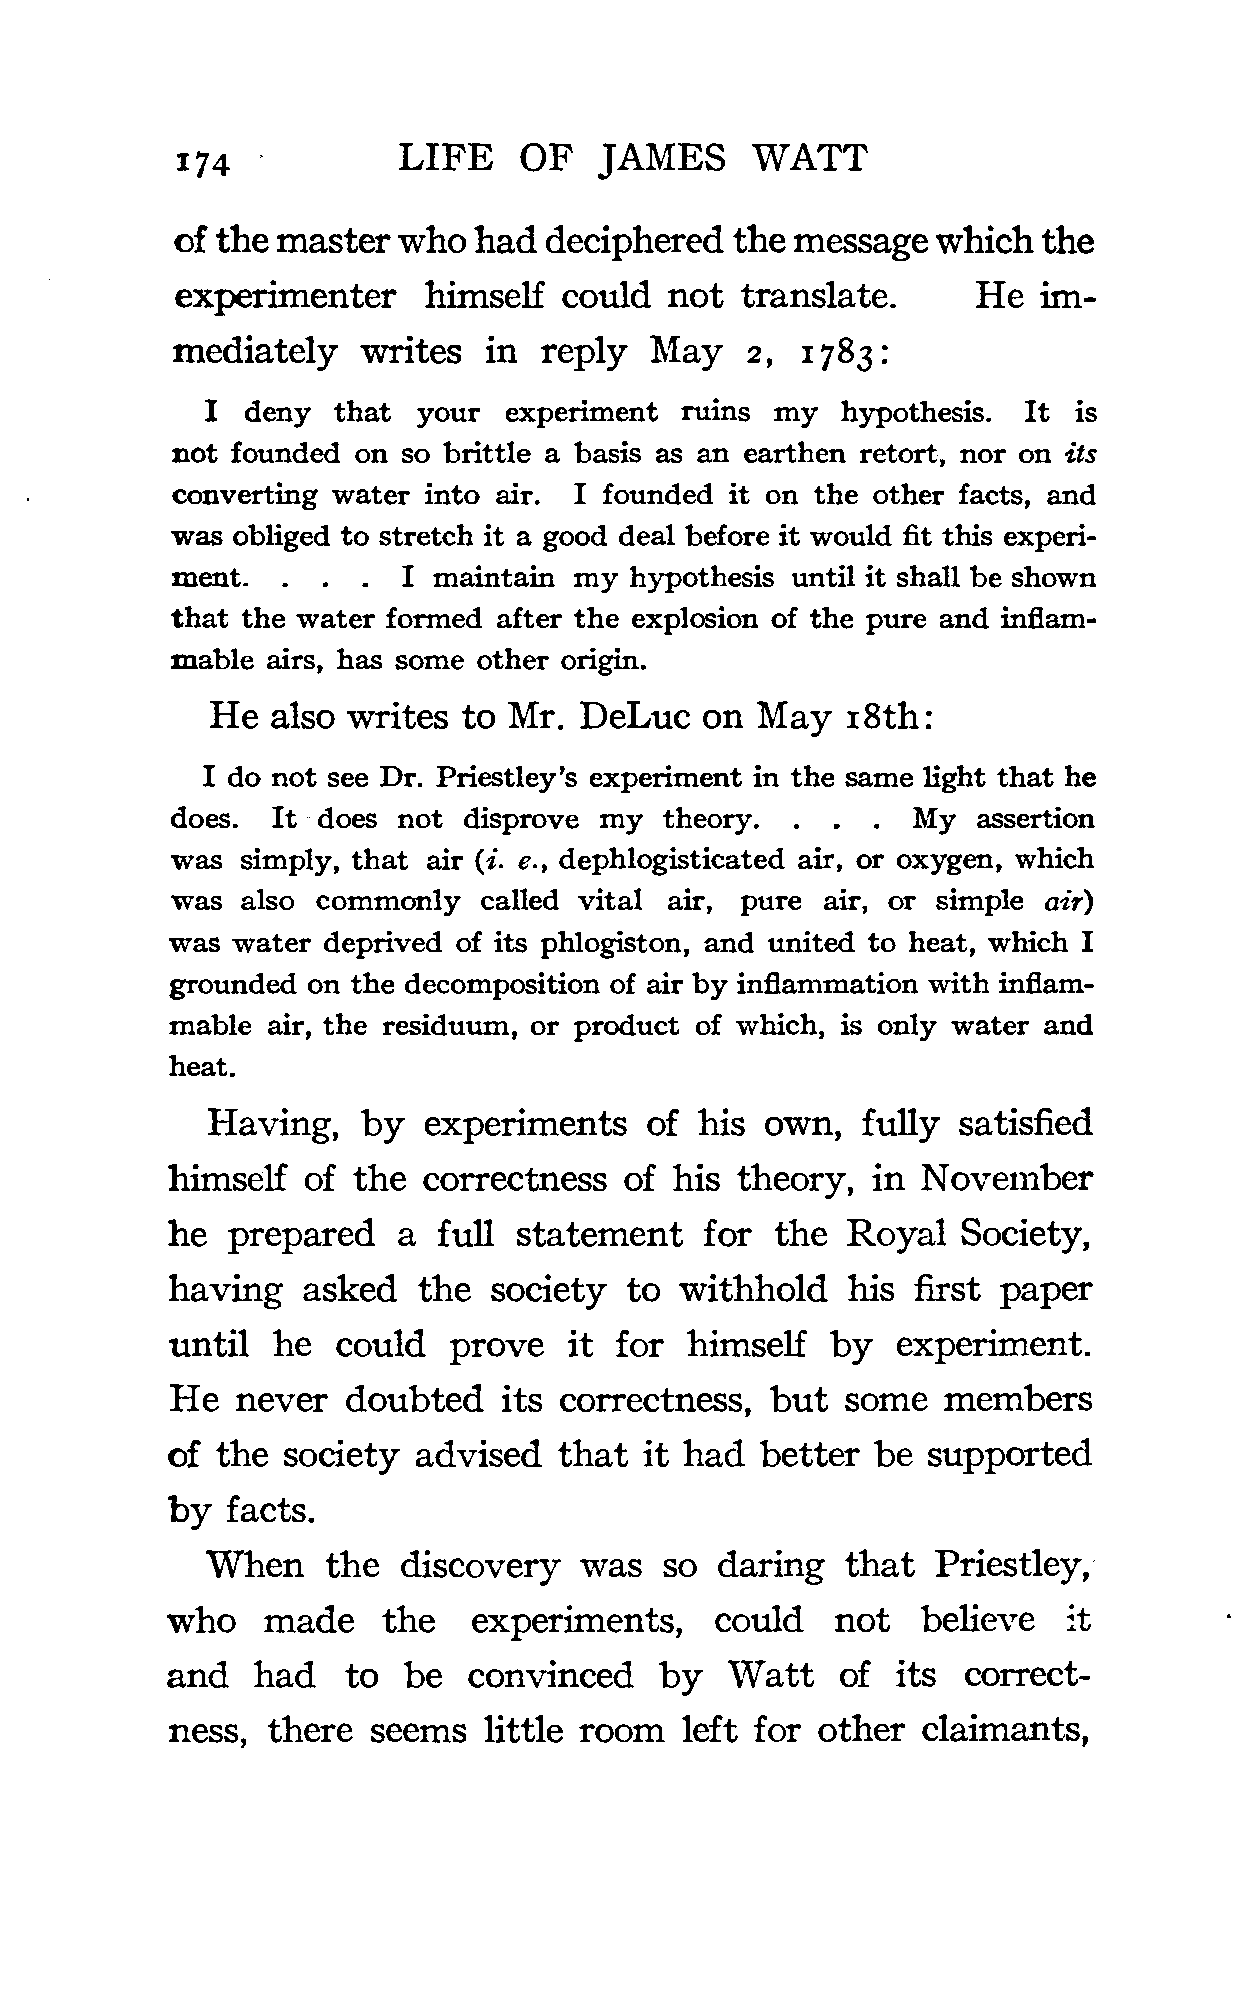 174 LIFE OF JAMES WATT
of the master who had deciphered the message which the
experimenter himself could not translate. He im-
mediately writes in reply May 2, 1783:
I deny that your experiment ruins my hypothesis. It is
not founded on so brittle a basis as an earthen retort, nor on its
converting water into air. I founded it on the other facts, and
was obliged to stretch it a good deal before it would fit this experi-
ment. . . . I maintain my hypothesis until it shall be shown
that the water formed after the explosion of the pure and inflam-
mable airs, has some other origin.
He also writes to Mr. DeLuc on May 18th:
I do not see Dr. Priestley's experiment in the same light that he
does. It does not disprove my theory. . . . My assertion
was simply, that air (i. e., dephlogisticated air, or oxygen, which
was also commonly called vital air, pure air, or simple air)
was water deprived of its phlogiston, and united to heat, which I
grounded on the decomposition of air by inflammation with inflam-
mable air, the residuum, or product of which, is only water and
heat.
Having, by experiments of his own, fully satisfied
himself of the correctness of his theory, in November
he prepared a full statement for the Royal Society,
having asked the society to withhold his first paper
until he could prove it for himself by experiment.
He never doubted its correctness, but some members
of the society advised that it had better be supported
by facts.
When the discovery was so daring that Priestley,
who made the experiments, could not believe it
and had to be convinced by Watt of its correct-
ness, there seems little room left for other claimants,